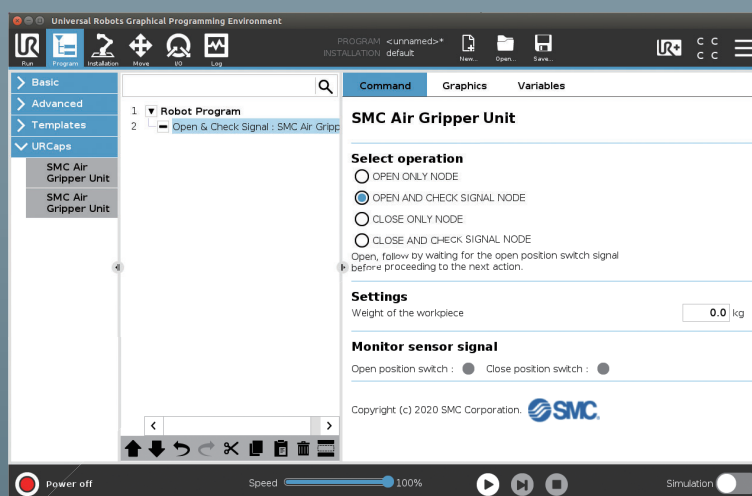 Universal Robots Graphical Programming Environment
UR
Run
Program
Installation
Move
I/O
Log
PROGRAM <unnamed>*
INSTALLATION default
New...
Open...
Save...
UR+
C C
C C
Basic
Advanced
Templates
URCaps
SMC Air
Gripper Unit
SMC Air
Gripper Unit
1 Robot Program
2 Open & Check Signal : SMC Air Gripp
Command
Graphics
Variables
SMC Air Gripper Unit
Select operation
OPEN ONLY NODE
OPEN AND CHECK SIGNAL NODE
CLOSE ONLY NODE
CLOSE AND CHECK SIGNAL NODE
Open, follow by waiting for the open position switch signal
before proceeding to the next action.
Settings
Weight of the workpiece 0.0 kg
Monitor sensor signal
Open position switch : Close position switch :
Copyright (c) 2020 SMC Corporation. SMC.
Power off
Speed 100%
Simulation